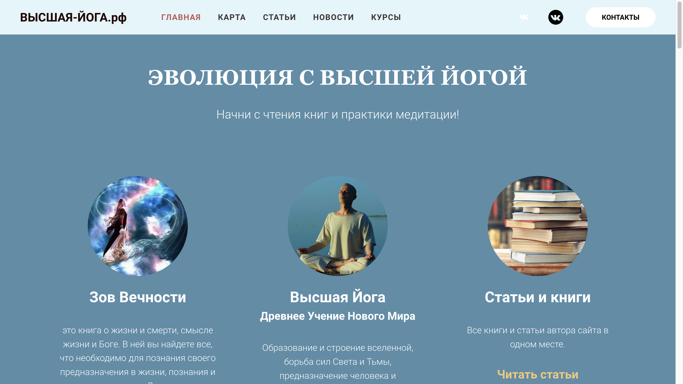 ВЫСШАЯ-ЙОГА.рф
ГЛАВНАЯ КАРТА СТАТЬИ НОВОСТИ КУРСЫ
КОНТАКТЫ
ЭВОЛЮЦИЯ С ВЫСШЕЙ ЙОГОЙ
Начни с чтения книг и практики медитации!
Зов Вечности
это книга о жизни и смерти, смысле
жизни и Боге. В ней вы найдете все,
что необходимо для познания своего
предназначения в жизни, познания и
Высшая Йога
Древнее Учение Нового Мира
Образование и строение вселенной,
борьба сил Света и Тьмы,
предназначение человека и
Статьи и книги
Все книги и статьи автора сайта в
одном месте.
Читать статьи